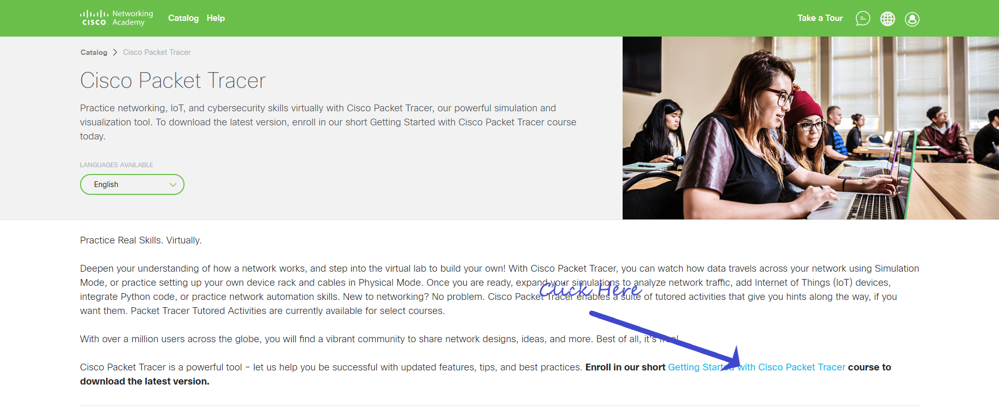 Networking
CISCO Academy
Catalog Help
Take a Tour
Catalog > Cisco Packet Tracer
Cisco Packet Tracer
Practice networking, IoT, and cybersecurity skills virtually with Cisco Packet Tracer, our powerful simulation and
visualization tool. To download the latest version, enroll in our short Getting Started with Cisco Packet Tracer course
today.
LANGUAGES AVAILABLE
English
Practice Real Skills. Virtually.
Deepen your understanding of how a network works, and step into the virtual lab to build your own! With Cisco Packet Tracer, you can watch how data travels across your network using Simulation
Mode, or practice setting up your own device rack and cables in Physical Mode. Once you are ready, expand your simulations to analyze network traffic, add Internet of Things (IoT) devices,
Click Here
integrate Python code, or practice network automation skills. New to networking? No problem. Cisco Packet Tracer enables a suite of tutored activities that give you hints along the way, if you
want them. Packet Tracer Tutored Activities are currently available for select courses.
With over a million users across the globe, you will find a vibrant community to share network designs, ideas, and more. Best of all, it's free!
Cisco Packet Tracer is a powerful tool – let us help you be successful with updated features, tips, and best practices. Enroll in our short Getting Started with Cisco Packet Tracer course to
download the latest version.